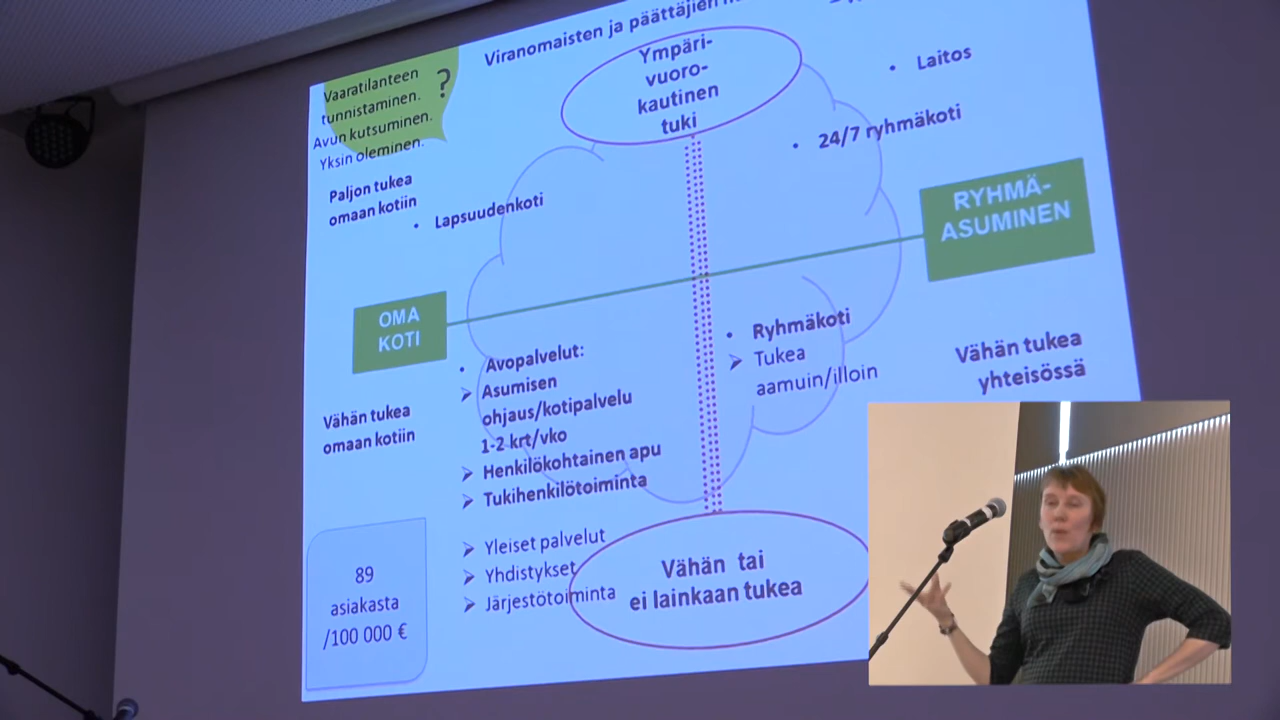 Viranomaisten ja päättäjien
Vaaratilanteen
tunnistaminen.
Avun kutsuminen.
Yksin oleminen.
?
Ympäri-
vuoro-
kautinen
tuki
• Laitos
• 24/7 ryhmäkoti
Paljon tukea
omaan kotiin
• Lapsuudenkoti
RYHMÄ-
ASUMINEN
OMA
KOTI
• Ryhmäkoti
➢ Tukea
aamuin/illoin
Vähän tukea
yhteisössä
Vähän tukea
omaan kotiin
• Avopalvelut:
➢ Asumisen
ohjaus/kotipalvelu
1-2 krt/vko
➢ Henkilökohtainen apu
➢ Tukihenkilötoiminta
➢ Yleiset palvelut
➢ Yhdistykset
➢ Järjestötoiminta
89
asiakasta
/100 000 €
Vähän tai
ei lainkaan tukea